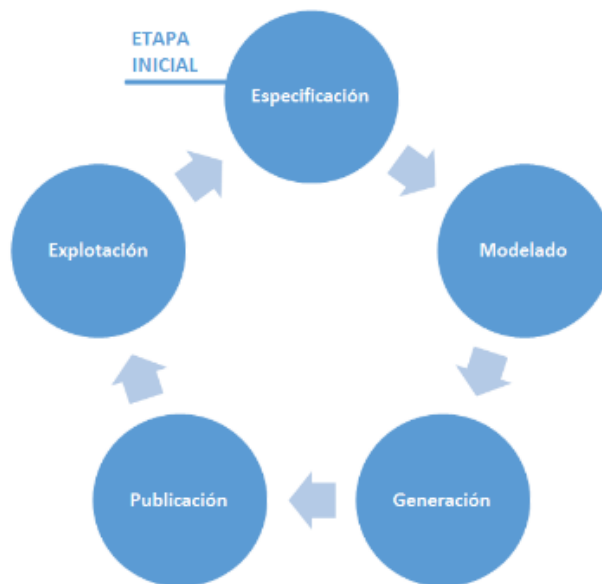 ETAPA
INICIAL
Especificación
Modelado
Generación
Publicación
Explotación